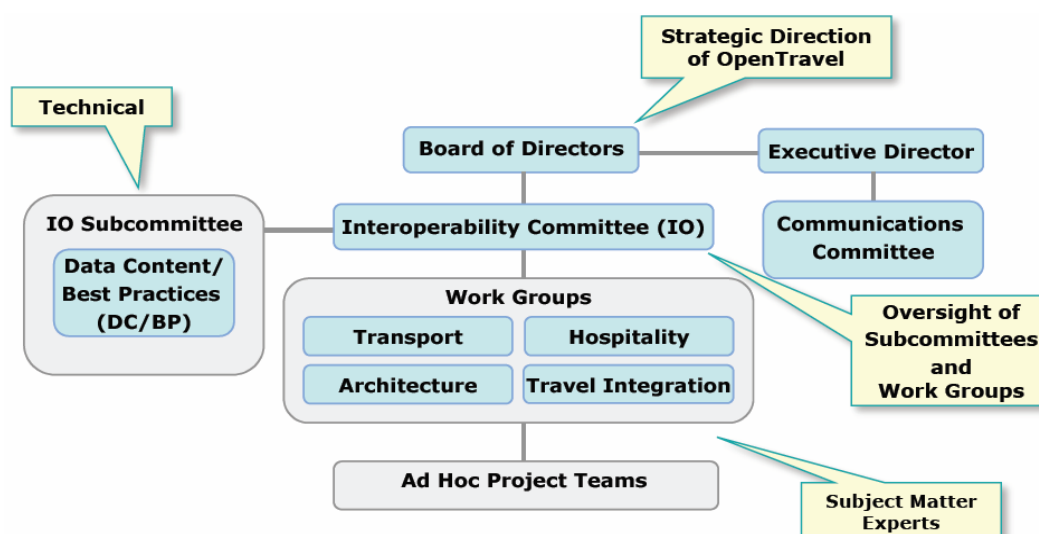 Strategic Direction
of OpenTravel
Technical
Board of Directors
Executive Director
IO Subcommittee
Data Content/
Best Practices
(DC/BP)
Interoperability Committee (IO)
Communications
Committee
Work Groups
Transport
Hospitality
Architecture
Travel Integration
Oversight of
Subcommittees
and
Work Groups
Ad Hoc Project Teams
Subject Matter
Experts